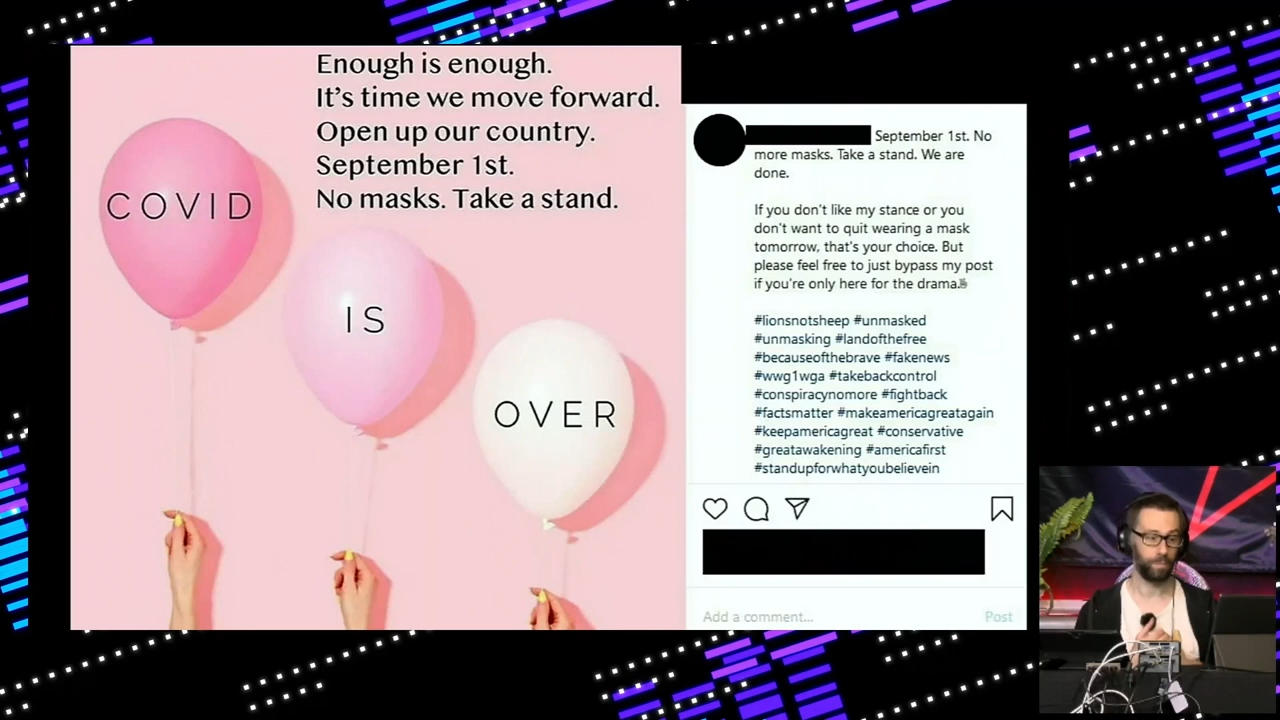 Enough is enough.
It's time we move forward.
Open up our country.
September 1st.
No masks. Take a stand.
COVID
IS
OVER
September 1st. No
more masks. Take a stand. We are
done.
If you don't like my stance or you
don't want to quit wearing a mask
tomorrow, that's your choice. But
please feel free to just bypass my post
if you're only here for the drama.
#lionsnotsheep #unmasked
#unmasking #landofthefree
#becauseofthebrave #fakenews
#wwg1wga #takebackcontrol
#conspiracynomore #fightback
#factsmatter #makeamericagreatagain
#keepamericagreat #conservative
#greatawakening #americafirst
#standupforwhatyoubelievein
Add a comment...
Post